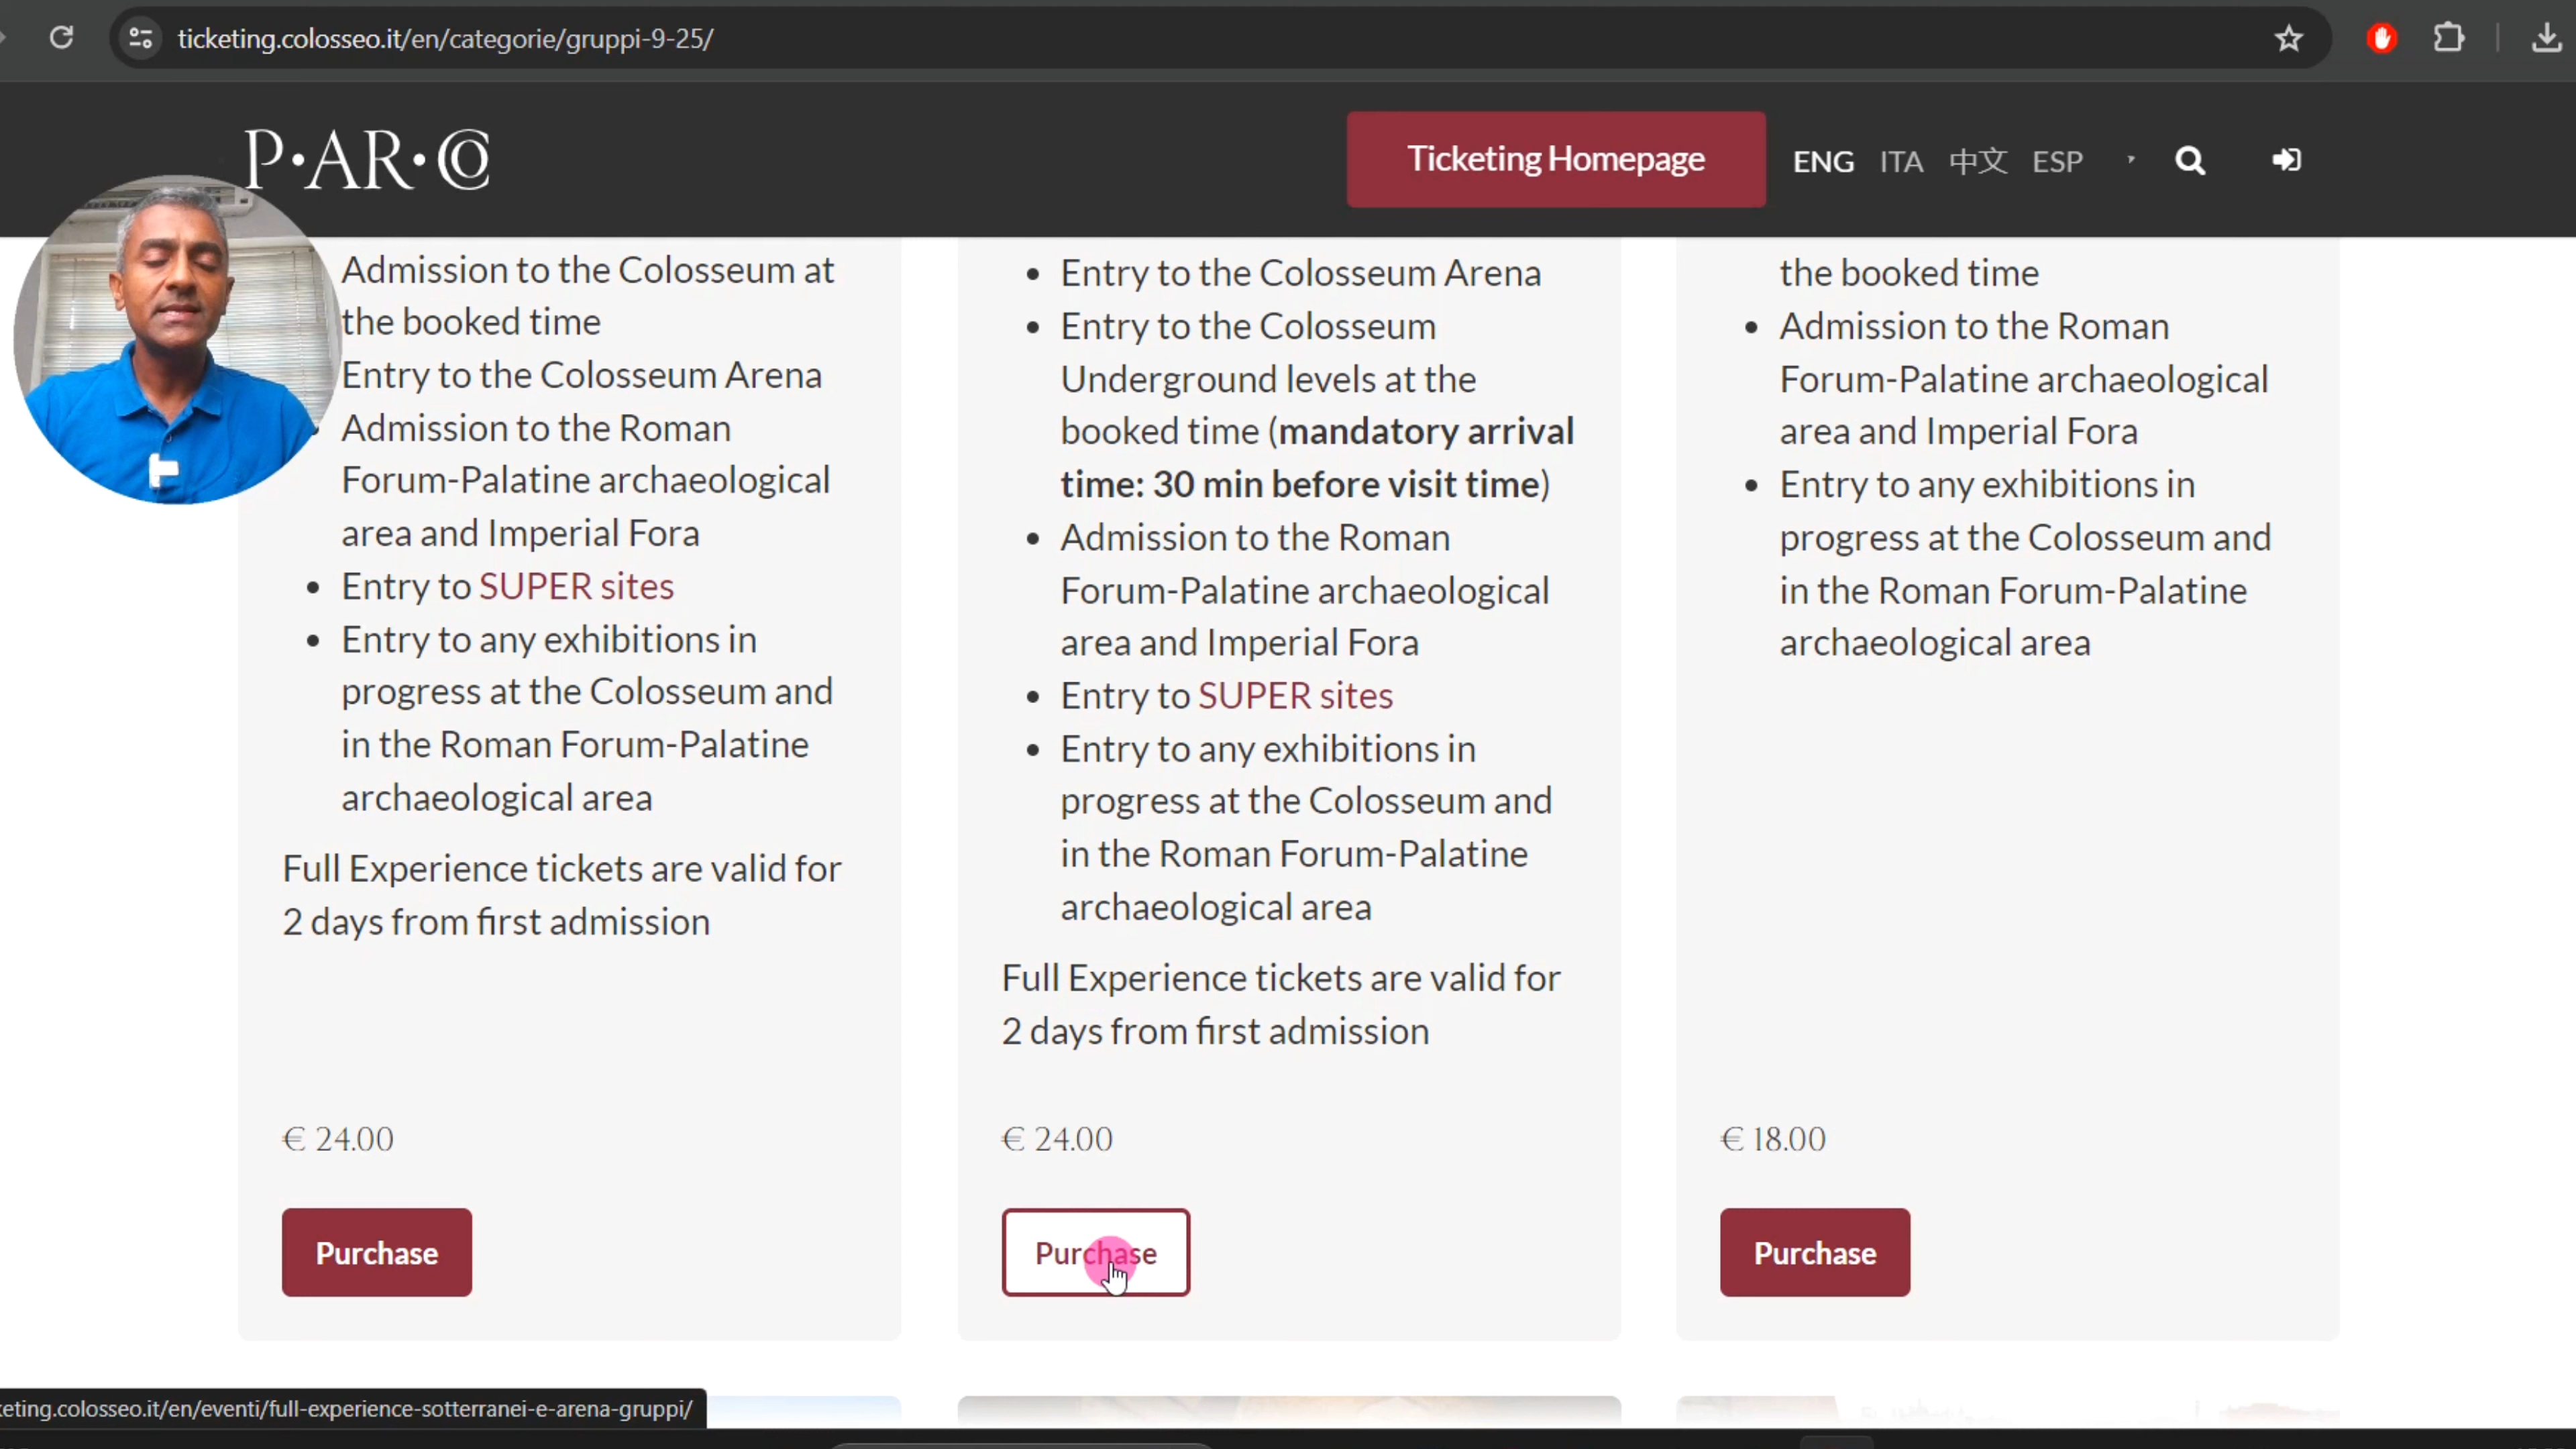 ticketing.colosseo.it/en/categorie/gruppi-9-25/
P·AR·CO
Ticketing Homepage
ENG ITA 中文 ESP
Admission to the Colosseum at
the booked time
Entry to the Colosseum Arena
Admission to the Roman
Forum-Palatine archaeological
area and Imperial Fora
• Entry to SUPER sites
• Entry to any exhibitions in
progress at the Colosseum and
in the Roman Forum-Palatine
archaeological area
Full Experience tickets are valid for
2 days from first admission
€ 24.00
Purchase
• Entry to the Colosseum Arena
• Entry to the Colosseum
Underground levels at the
booked time (mandatory arrival
time: 30 min before visit time)
• Admission to the Roman
Forum-Palatine archaeological
area and Imperial Fora
• Entry to SUPER sites
• Entry to any exhibitions in
progress at the Colosseum and
in the Roman Forum-Palatine
archaeological area
Full Experience tickets are valid for
2 days from first admission
€ 24.00
Purchase
the booked time
• Admission to the Roman
Forum-Palatine archaeological
area and Imperial Fora
• Entry to any exhibitions in
progress at the Colosseum and
in the Roman Forum-Palatine
archaeological area
€ 18.00
Purchase
keting.colosseo.it/en/eventi/full-experience-sotterranei-e-arena-gruppi/